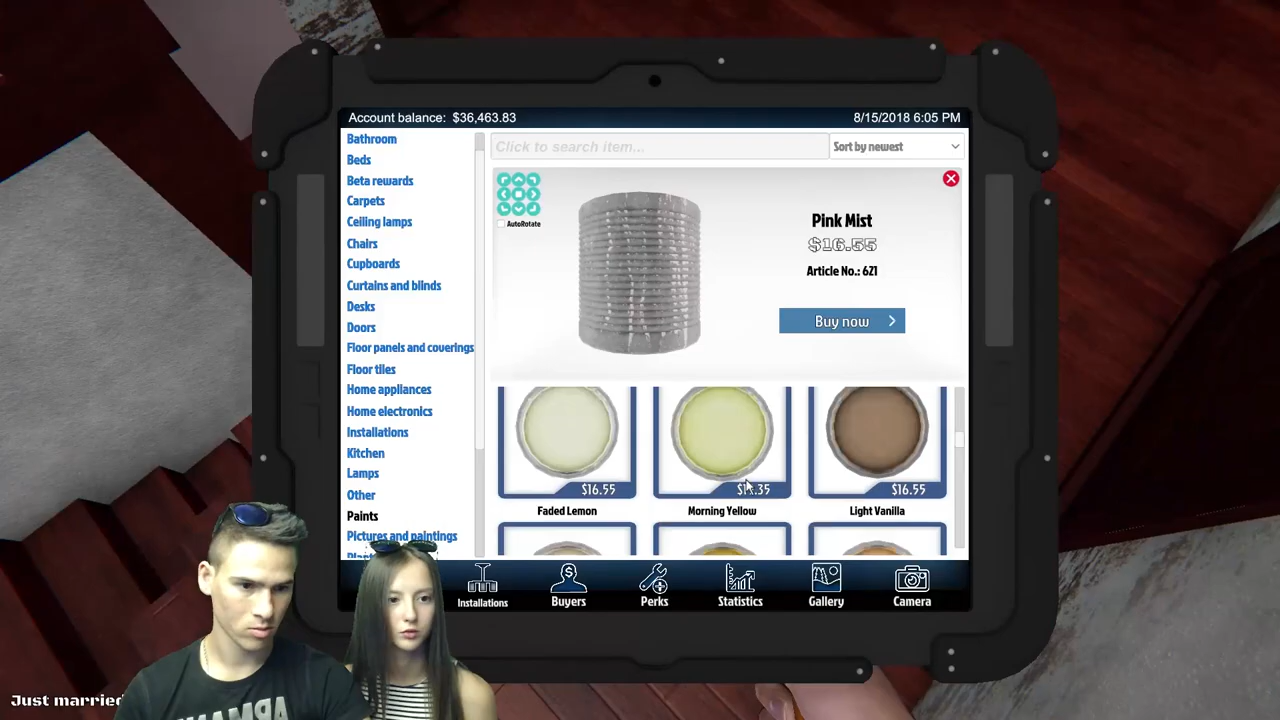 Account balance: $36,463.83
8/15/2018 6:05 PM
Bathroom
Beds
Beta rewards
Carpets
Ceiling lamps
Chairs
Cupboards
Curtains and blinds
Desks
Doors
Floor panels and coverings
Floor tiles
Home appliances
Home electronics
Installations
Kitchen
Lamps
Other
Paints
Pictures and paintings
Click to search item...
Sort by newest
AutoRotate
Pink Mist
$16.55
Article No.: 621
Buy now
$16.55
$16.55
Faded Lemon
Morning Yellow
Light Vanilla
Installations
Buyers
Perks
Statistics
Gallery
Camera
Just married
ARMANI